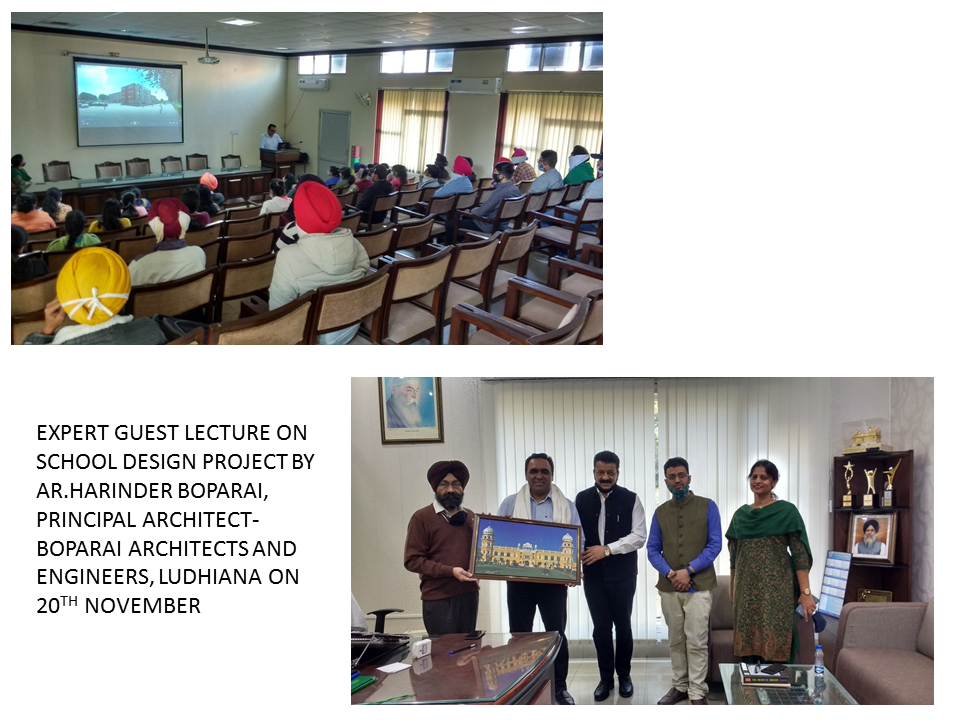 EXPERT GUEST LECTURE ON
SCHOOL DESIGN PROJECT BY
AR.HARINDER BOPARAI,
PRINCIPAL ARCHITECT-
BOPARAI ARCHITECTS AND
ENGINEERS, LUDHIANA ON
20TH NOVEMBER